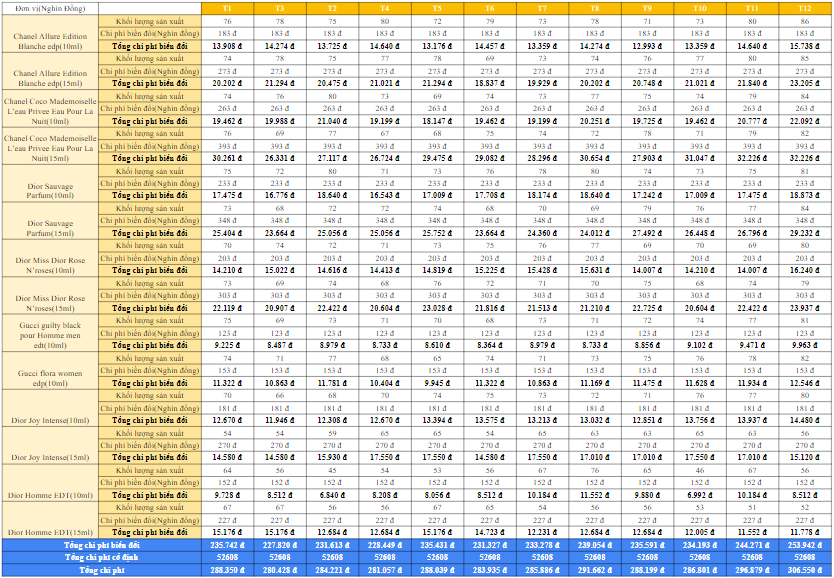 Đơn vị(Nghìn Đồng) T1 T3 T2 T4 T5 T6 T7 T8 T9 T10 T11 T12
Chanel Allure Edition Blanche edp(10ml)
Khối lượng sản xuất 76 78 75 80 72 79 73 78 71 73 80 86
Chi phí biến đổi(Nghìn đồng) 183 đ 183 đ 183 đ 183 đ 183 đ 183 đ 183 đ 183 đ 183 đ 183 đ 183 đ 183 đ
Tổng chi phí biến đổi 13.908 đ 14.274 đ 13.725 đ 14.640 đ 13.176 đ 14.457 đ 13.359 đ 14.274 đ 12.993 đ 13.359 đ 14.640 đ 15.738 đ
Chanel Allure Edition Blanche edp(15ml)
Khối lượng sản xuất 74 78 75 77 78 69 73 74 76 77 80 85
Chi phí biến đổi(Nghìn đồng) 273 đ 273 đ 273 đ 273 đ 273 đ 273 đ 273 đ 273 đ 273 đ 273 đ 273 đ 273 đ
Tổng chi phí biến đổi 20.202 đ 21.294 đ 20.475 đ 21.021 đ 21.294 đ 18.837 đ 19.929 đ 20.202 đ 20.748 đ 21.021 đ 21.840 đ 23.205 đ
Chanel Coco Mademoiselle L'eau Privee Eau Pour La Nuit(10ml)
Khối lượng sản xuất 74 76 80 73 69 74 73 77 75 74 79 84
Chi phí biến đổi(Nghìn đồng) 263 đ 263 đ 263 đ 263 đ 263 đ 263 đ 263 đ 263 đ 263 đ 263 đ 263 đ 263 đ
Tổng chi phí biến đổi 19.462 đ 19.988 đ 21.040 đ 19.199 đ 18.147 đ 19.462 đ 19.199 đ 20.251 đ 19.725 đ 19.462 đ 20.777 đ 22.092 đ
Chanel Coco Mademoiselle L'eau Privee Eau Pour La Nuit(15ml)
Khối lượng sản xuất 76 69 77 67 68 75 74 72 78 71 79 82
Chi phí biến đổi(Nghìn đồng) 393 đ 393 đ 393 đ 393 đ 393 đ 393 đ 393 đ 393 đ 393 đ 393 đ 393 đ 393 đ
Tổng chi phí biến đổi 30.261 đ 26.331 đ 27.117 đ 26.724 đ 29.475 đ 29.082 đ 28.296 đ 30.654 đ 27.903 đ 31.047 đ 32.226 đ 32.226 đ
Dior Sauvage Parfum(10ml)
Khối lượng sản xuất 75 72 80 71 73 76 78 80 74 73 75 81
Chi phí biến đổi(Nghìn đồng) 233 đ 233 đ 233 đ 233 đ 233 đ 233 đ 233 đ 233 đ 233 đ 233 đ 233 đ 233 đ
Tổng chi phí biến đổi 17.475 đ 16.776 đ 18.640 đ 16.543 đ 17.009 đ 17.708 đ 18.174 đ 18.640 đ 17.242 đ 17.009 đ 17.475 đ 18.873 đ
Dior Sauvage Parfum(15ml)
Khối lượng sản xuất 73 68 72 72 74 68 70 69 79 76 77 84
Chi phí biến đổi(Nghìn đồng) 348 đ 348 đ 348 đ 348 đ 348 đ 348 đ 348 đ 348 đ 348 đ 348 đ 348 đ 348 đ
Tổng chi phí biến đổi 25.404 đ 23.664 đ 25.056 đ 25.056 đ 25.752 đ 23.664 đ 24.360 đ 24.012 đ 27.492 đ 26.448 đ 26.796 đ 29.232 đ
Dior Miss Dior Rose N'roses(10ml)
Khối lượng sản xuất 70 74 72 71 73 75 76 77 69 70 69 80
Chi phí biến đổi(Nghìn đồng) 203 đ 203 đ 203 đ 203 đ 203 đ 203 đ 203 đ 203 đ 203 đ 203 đ 203 đ 203 đ
Tổng chi phí biến đổi 14.210 đ 15.022 đ 14.616 đ 14.413 đ 14.819 đ 15.225 đ 15.428 đ 15.631 đ 14.007 đ 14.210 đ 14.007 đ 16.240 đ
Dior Miss Dior Rose N'roses(15ml)
Khối lượng sản xuất 73 69 74 68 76 72 71 70 75 68 74 79
Chi phí biến đổi(Nghìn đồng) 303 đ 303 đ 303 đ 303 đ 303 đ 303 đ 303 đ 303 đ 303 đ 303 đ 303 đ 303 đ
Tổng chi phí biến đổi 22.119 đ 20.907 đ 22.422 đ 20.604 đ 23.028 đ 21.816 đ 21.513 đ 21.210 đ 22.725 đ 20.604 đ 22.422 đ 23.937 đ
Gucci guilty black pour Homme men edt(10ml)
Khối lượng sản xuất 75 69 73 71 70 68 73 71 72 74 77 81
Chi phí biến đổi(Nghìn đồng) 123 đ 123 đ 123 đ 123 đ 123 đ 123 đ 123 đ 123 đ 123 đ 123 đ 123 đ 123 đ
Tổng chi phí biến đổi 9.225 đ 8.487 đ 8.979 đ 8.733 đ 8.610 đ 8.364 đ 8.979 đ 8.733 đ 8.856 đ 9.102 đ 9.471 đ 9.963 đ
Gucci flora women edp(10ml)
Khối lượng sản xuất 74 71 77 68 65 74 71 73 75 76 78 82
Chi phí biến đổi(Nghìn đồng) 153 đ 153 đ 153 đ 153 đ 153 đ 153 đ 153 đ 153 đ 153 đ 153 đ 153 đ 153 đ
Tổng chi phí biến đổi 11.322 đ 10.863 đ 11.781 đ 10.404 đ 9.945 đ 11.322 đ 10.863 đ 11.169 đ 11.475 đ 11.628 đ 11.934 đ 12.546 đ
Dior Joy Intense(10ml)
Khối lượng sản xuất 70 66 68 70 74 75 73 72 71 76 77 80
Chi phí biến đổi(Nghìn đồng) 181 đ 181 đ 181 đ 181 đ 181 đ 181 đ 181 đ 181 đ 181 đ 181 đ 181 đ 181 đ
Tổng chi phí biến đổi 12.670 đ 11.946 đ 12.308 đ 12.670 đ 13.394 đ 13.575 đ 13.213 đ 13.032 đ 12.851 đ 13.756 đ 13.937 đ 14.480 đ
Dior Joy Intense(15ml)
Khối lượng sản xuất 54 54 59 65 65 54 65 63 63 65 63 56
Chi phí biến đổi(Nghìn đồng) 270 đ 270 đ 270 đ 270 đ 270 đ 270 đ 270 đ 270 đ 270 đ 270 đ 270 đ 270 đ
Tổng chi phí biến đổi 14.580 đ 14.580 đ 15.930 đ 17.550 đ 17.550 đ 14.580 đ 17.550 đ 17.010 đ 17.010 đ 17.550 đ 17.010 đ 15.120 đ
Dior Homme EDT(10ml)
Khối lượng sản xuất 64 56 45 54 53 56 67 76 65 46 67 56
Chi phí biến đổi(Nghìn đồng) 152 đ 152 đ 152 đ 152 đ 152 đ 152 đ 152 đ 152 đ 152 đ 152 đ 152 đ 152 đ
Tổng chi phí biến đổi 9.728 đ 8.512 đ 6.840 đ 8.208 đ 8.056 đ 8.512 đ 10.184 đ 11.552 đ 9.880 đ 6.992 đ 10.184 đ 8.512 đ
Dior Homme EDT(15ml)
Khối lượng sản xuất 67 67 56 56 67 65 54 56 56 53 51 52
Chi phí biến đổi(Nghìn đồng) 227 đ 227 đ 227 đ 227 đ 227 đ 227 đ 227 đ 227 đ 227 đ 227 đ 227 đ 227 đ
Tổng chi phí biến đổi 15.176 đ 15.176 đ 12.684 đ 12.684 đ 15.176 đ 14.723 đ 12.231 đ 12.684 đ 12.684 đ 12.005 đ 11.552 đ 11.778 đ
Tổng chi phí biến đổi 235.742 đ 227.820 đ 231.613 đ 228.449 đ 235.431 đ 231.327 đ 233.278 đ 239.054 đ 235.591 đ 234.193 đ 244.271 đ 253.942 đ
Tổng chi phí cố định 52608 52608 52608 52608 52608 52608 52608 52608 52608 52608 52608 52608
Tổng chi phí 288.350 đ 280.428 đ 284.221 đ 281.057 đ 288.039 đ 283.935 đ 285.886 đ 291.662 đ 288.199 đ 286.801 đ 296.879 đ 306.550 đ